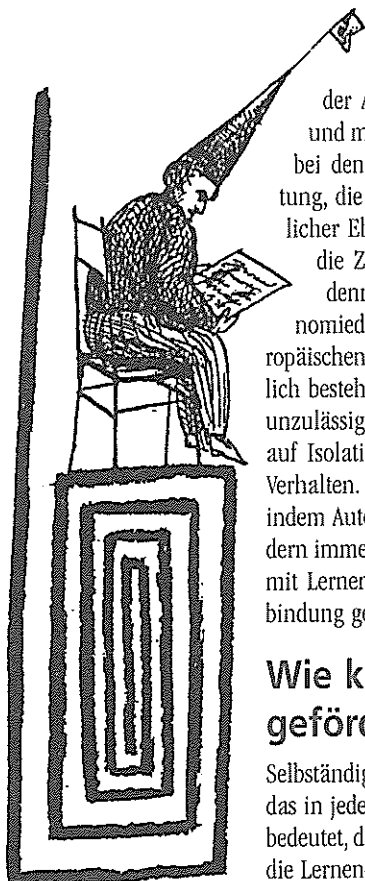 der A
und m
bei den
tung, die
licher El
die Z
denn
nomied
ropäischen
lich besteh
unzulässig
auf Isolati
Verhalten.
indem Auto
dern imme
mit Lerner
bindung ge
Wie k
geförd
Selbständig
das in jede
bedeutet, d
die Lernen